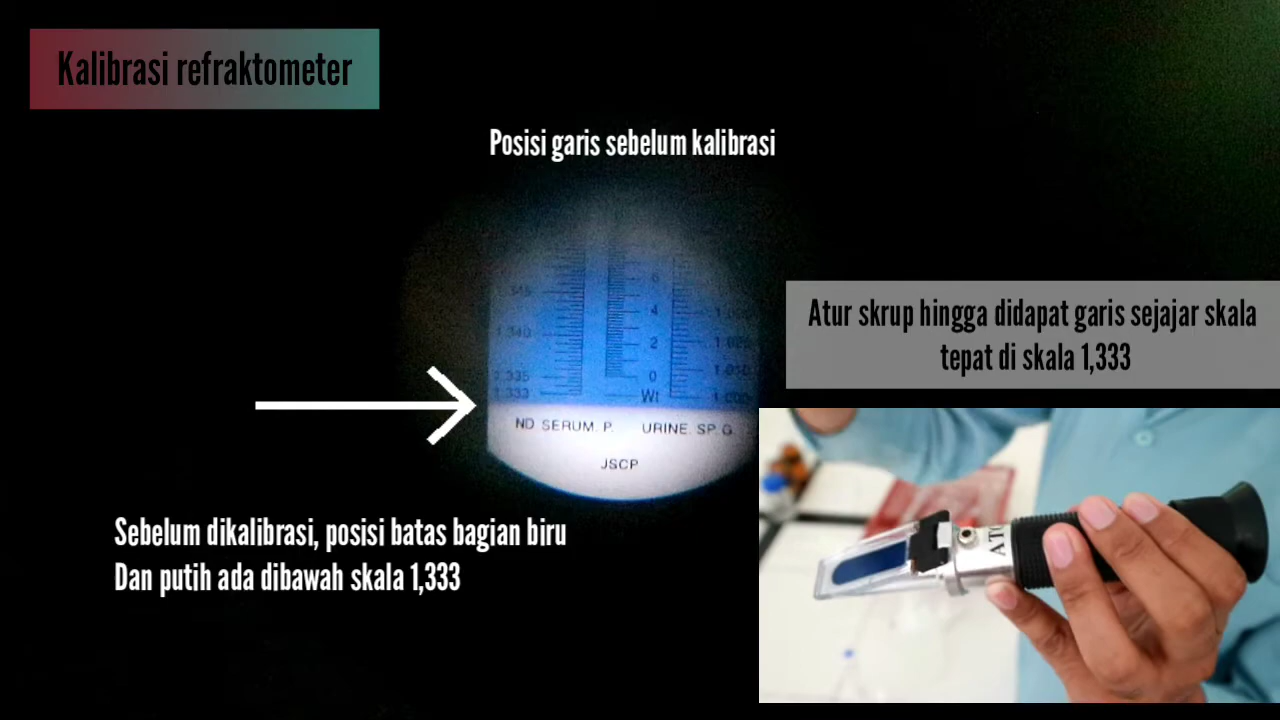 Kalibrasi refraktometer
Posisi garis sebelum kalibrasi
Atur skrup hingga didapat garis sejajar skala
tepat di skala 1,333
6
4
2
0
Wt
1.335
1.333
1.000
ND SERUM. P. URINE. SP. G.
JSCP
Sebelum dikalibrasi, posisi batas bagian biru
Dan putih ada dibawah skala 1,333